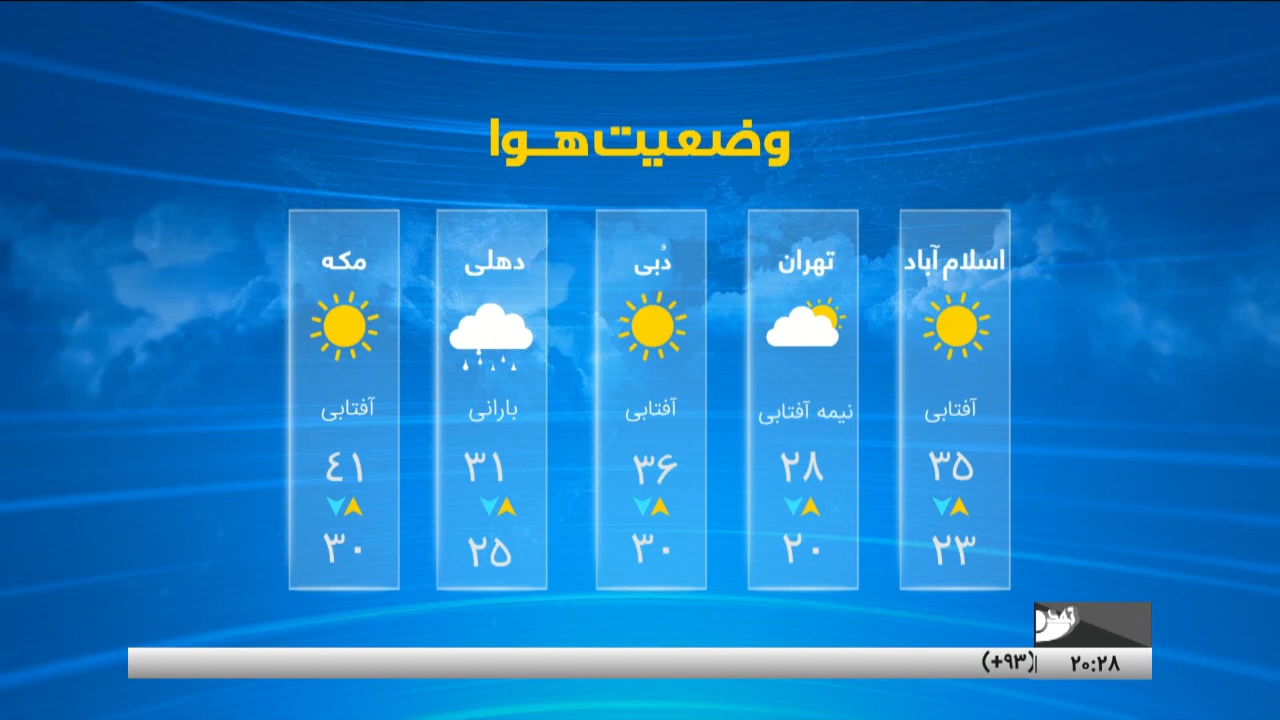 وضعیت هوا
اسلام آباد
آفتابی
۳۵
۲۳
تهران
نیمه آفتابی
۲۸
۲۰
دُبی
آفتابی
۳۶
۳۰
دهلی
بارانی
۳۱
۲۵
مکه
آفتابی
٤۱
۳۰
۲۰:۲۸
(+۹۳)